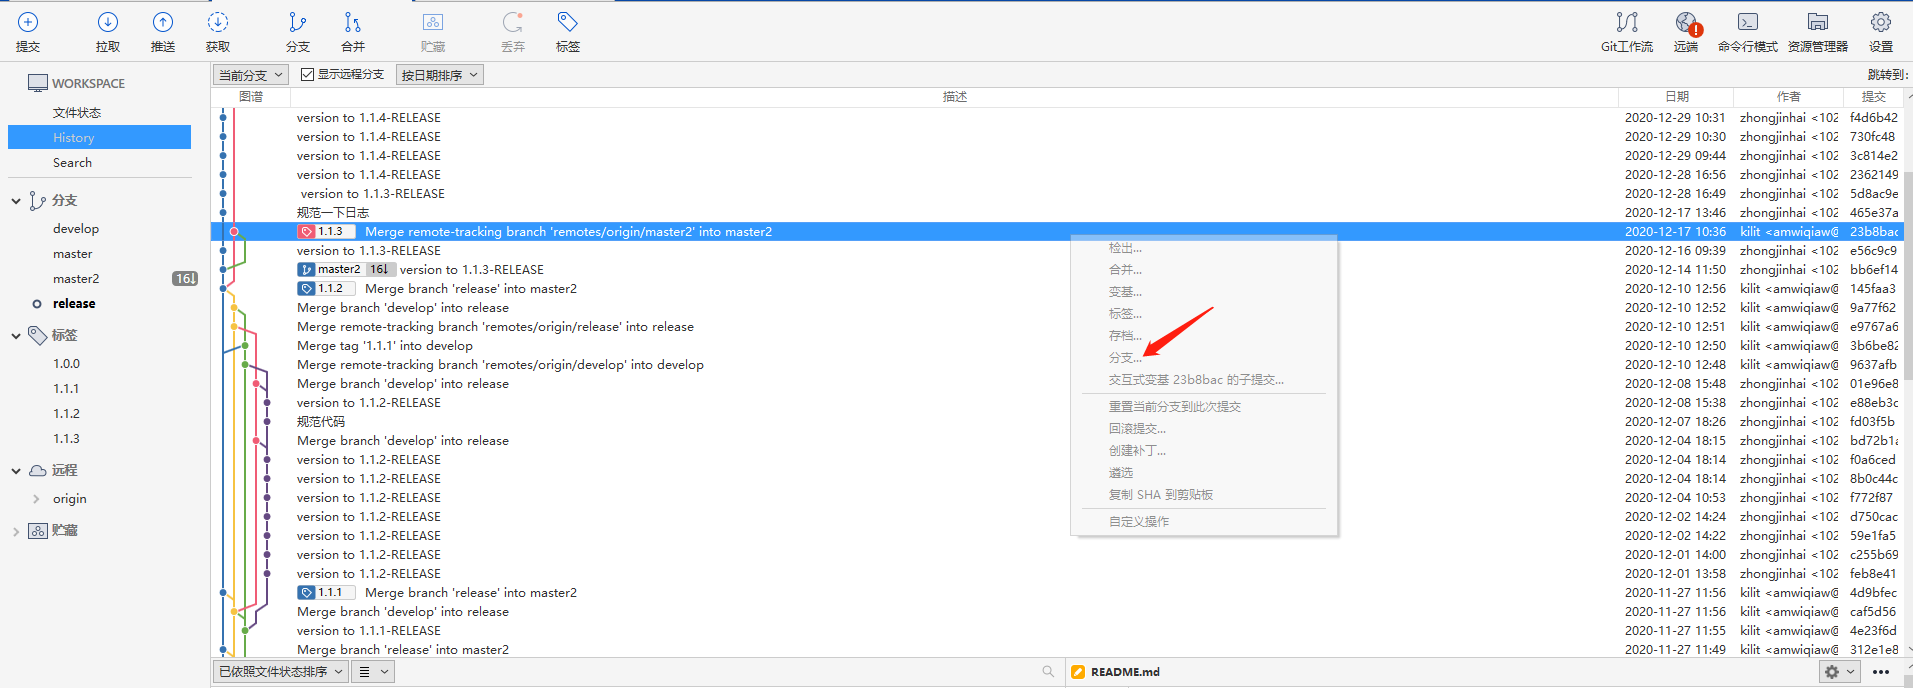 提交 拉取 推送 获取 分支 合并 贮藏 丢弃 标签 Git工作流 远端 命令行模式 资源管理器 设置
WORKSPACE
文件状态
History
Search
分支
develop
master
master2 16↓
release
标签
1.0.0
1.1.1
1.1.2
1.1.3
远程
origin
贮藏
当前分支 显示远程分支 按日期排序 跳转到:
图谱 描述 日期 作者 提交
version to 1.1.4-RELEASE 2020-12-29 10:31 zhongjinhai <102 f4d6b42
version to 1.1.4-RELEASE 2020-12-29 10:30 zhongjinhai <102 730fc48
version to 1.1.4-RELEASE 2020-12-29 09:44 zhongjinhai <102 3c814e2
version to 1.1.4-RELEASE 2020-12-28 16:56 zhongjinhai <102 2362149
version to 1.1.3-RELEASE 2020-12-28 16:49 zhongjinhai <102 5d8ac9e
规范一下日志 2020-12-17 13:46 zhongjinhai <102 465e37a
1.1.3 Merge remote-tracking branch 'remotes/origin/master2' into master2 2020-12-17 10:36 kilit <amwiqiaw@ 23b8bac
version to 1.1.3-RELEASE 2020-12-16 09:39 zhongjinhai <102 e56c9c9
master2 16↓ version to 1.1.3-RELEASE 2020-12-14 11:50 zhongjinhai <102 bb6ef14
1.1.2 Merge branch 'release' into master2 2020-12-10 12:56 kilit <amwiqiaw@ 145faa3
Merge branch 'develop' into release 2020-12-10 12:52 kilit <amwiqiaw@ 9a77f62
Merge remote-tracking branch 'remotes/origin/release' into release 2020-12-10 12:51 kilit <amwiqiaw@ e9767a6
Merge tag '1.1.1' into develop 2020-12-10 12:50 kilit <amwiqiaw@ 3b6be82
Merge remote-tracking branch 'remotes/origin/develop' into develop 2020-12-10 12:48 kilit <amwiqiaw@ 9637afb
Merge branch 'develop' into release 2020-12-08 15:48 zhongjinhai <102 01e96e8
version to 1.1.2-RELEASE 2020-12-08 15:38 zhongjinhai <102 e88eb3c
规范代码 2020-12-07 18:26 zhongjinhai <102 fd03f5b
Merge branch 'develop' into release 2020-12-04 18:15 zhongjinhai <102 bd72b1a
version to 1.1.2-RELEASE 2020-12-04 18:14 zhongjinhai <102 f0a6ced
version to 1.1.2-RELEASE 2020-12-04 18:14 zhongjinhai <102 8b0c44c
version to 1.1.2-RELEASE 2020-12-04 10:53 zhongjinhai <102 f772f87
version to 1.1.2-RELEASE 2020-12-02 14:24 zhongjinhai <102 d750cac
version to 1.1.2-RELEASE 2020-12-02 14:22 zhongjinhai <102 59e1fa5
version to 1.1.2-RELEASE 2020-12-01 14:00 zhongjinhai <102 c255b69
version to 1.1.2-RELEASE 2020-12-01 13:58 zhongjinhai <102 feb8e41
1.1.1 Merge branch 'release' into master2 2020-11-27 11:56 kilit <amwiqiaw@ 4d9bfec
Merge branch 'develop' into release 2020-11-27 11:56 kilit <amwiqiaw@ caf5d56
version to 1.1.1-RELEASE 2020-11-27 11:55 kilit <amwiqiaw@ 4e23f6d
Merge branch 'release' into master2 2020-11-27 11:49 kilit <amwiqiaw@ 312e1e8
检出...
合并...
变基...
标签...
存档...
分支...
交互式变基 23b8bac 的子提交...
重置当前分支到此次提交
回滚提交...
创建补丁...
遴选
复制 SHA 到剪贴板
自定义操作
已依照文件状态排序 README.md